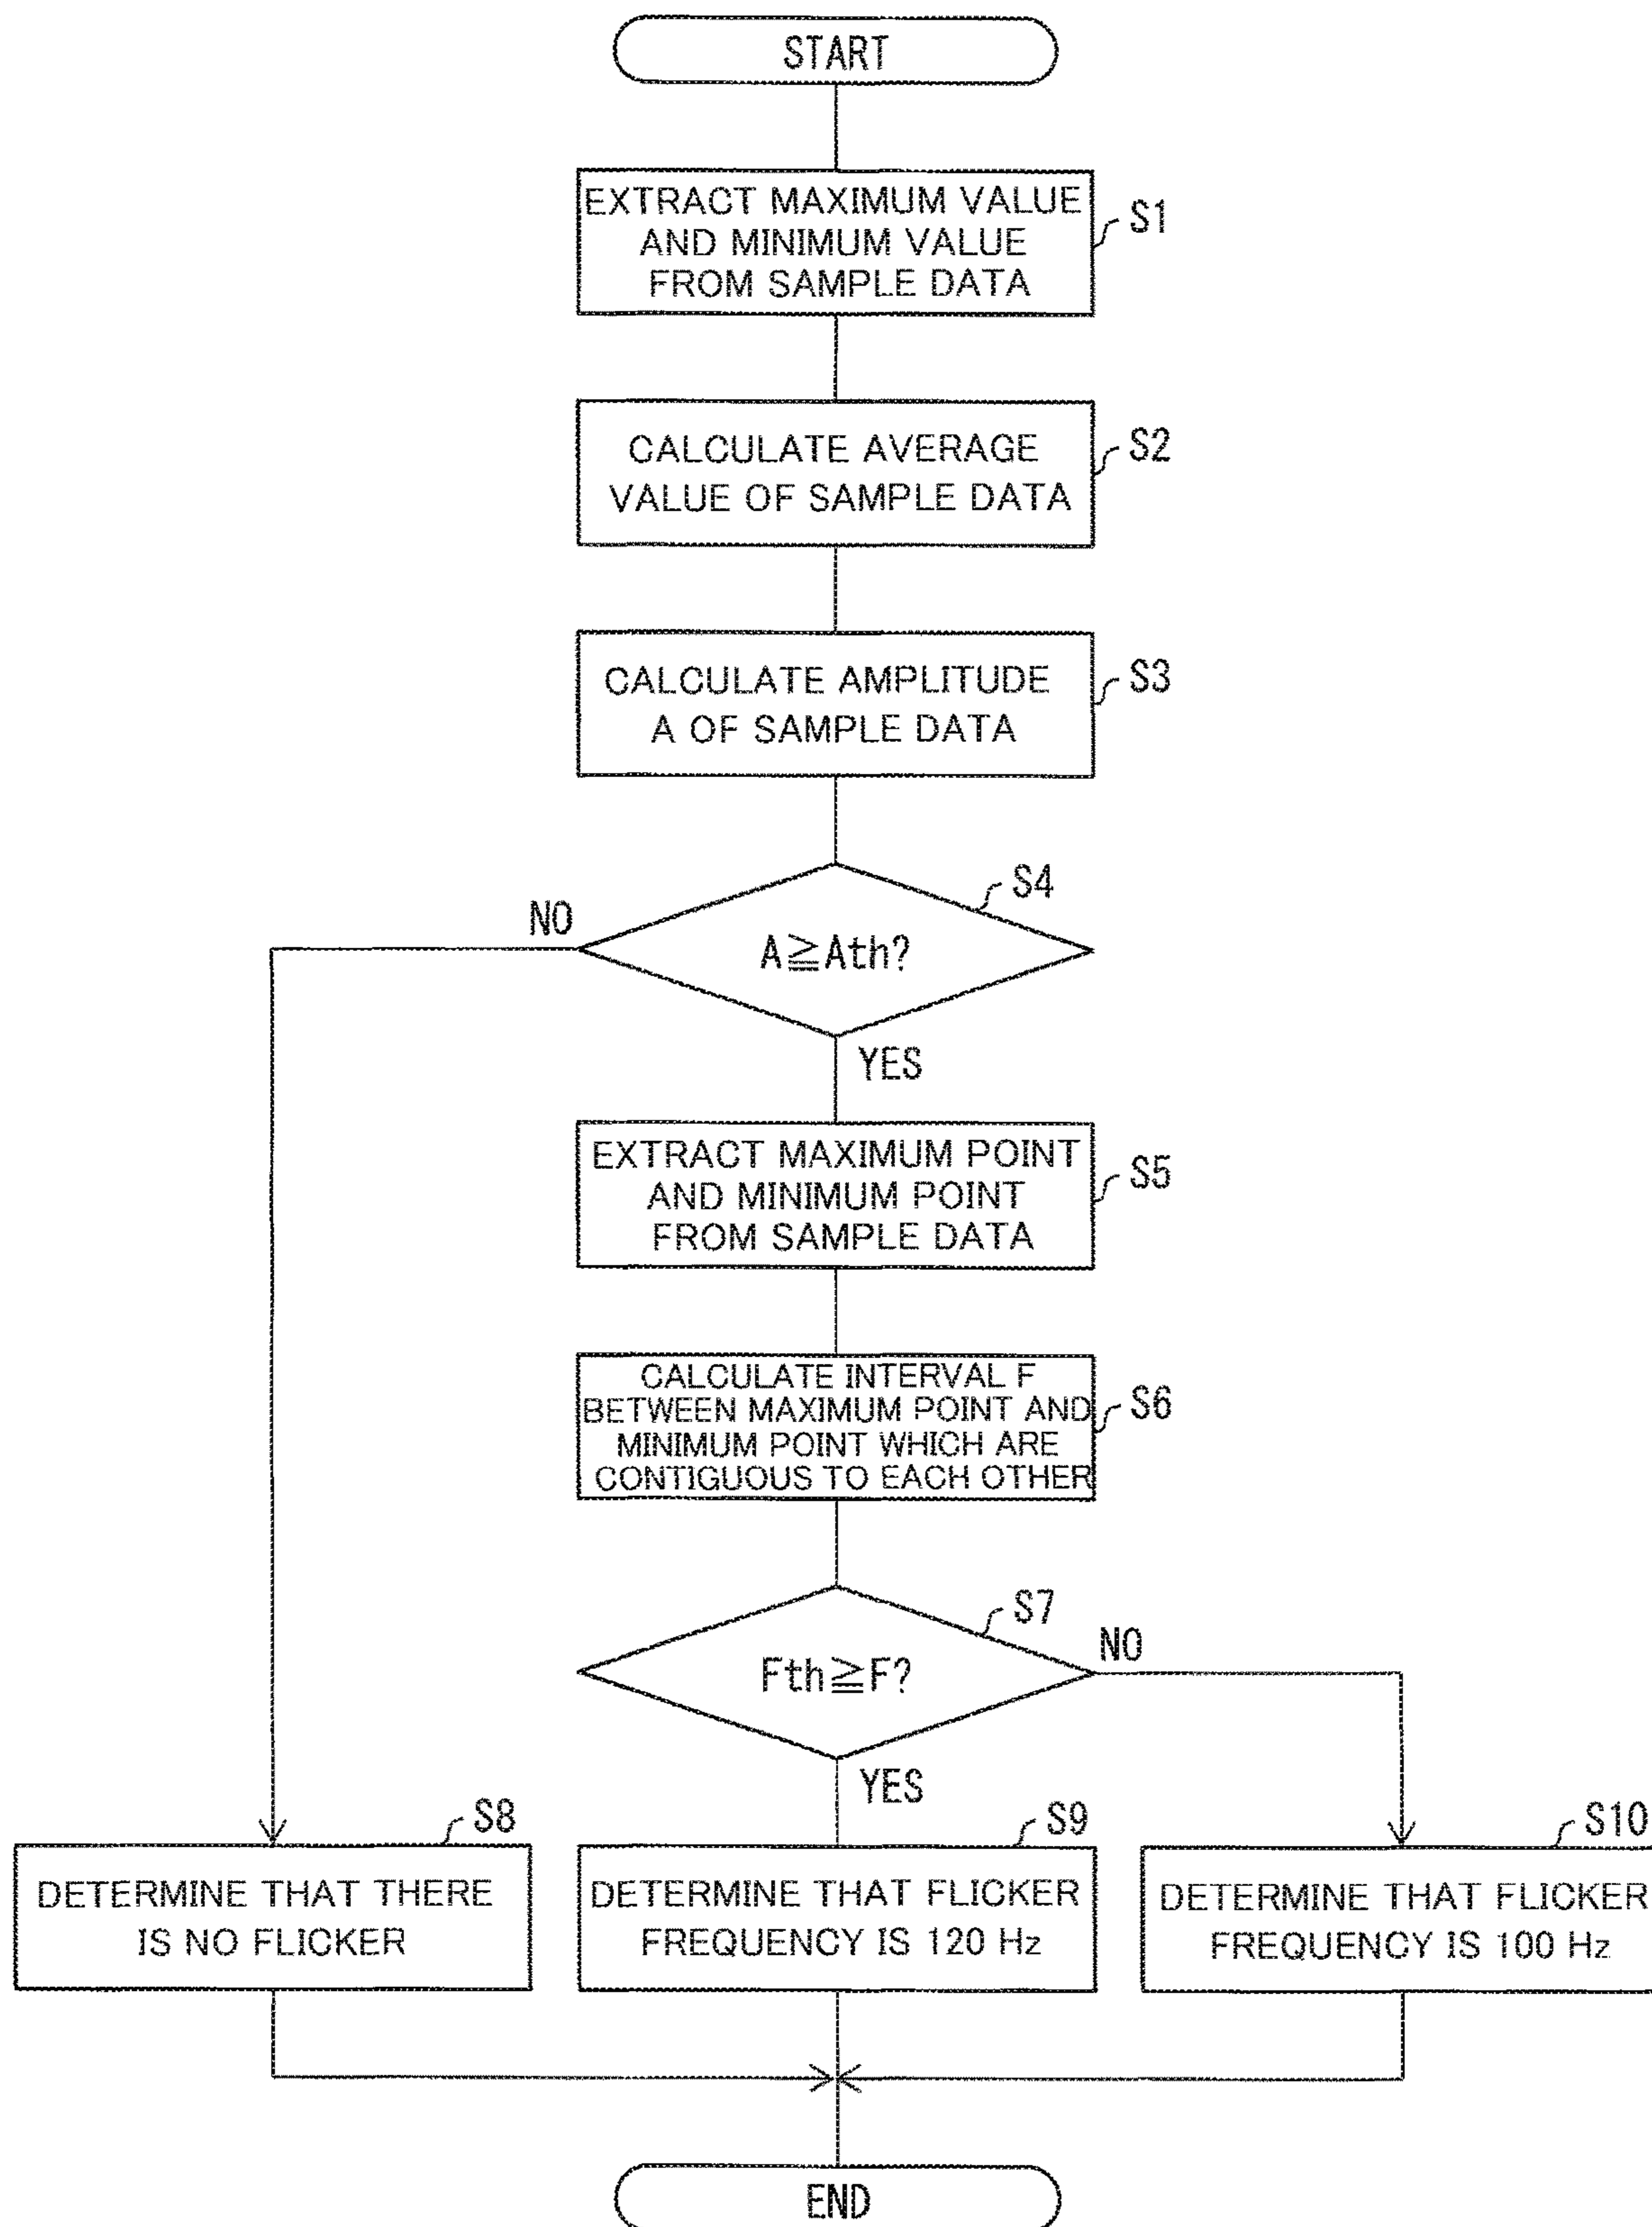 START
EXTRACT MAXIMUM VALUE
AND MINIMUM VALUE
FROM SAMPLE DATA
S1
CALCULATE AVERAGE
VALUE OF SAMPLE DATA
S2
CALCULATE AMPLITUDE
A OF SAMPLE DATA
S3
S4
NO
A≧Ath?
YES
EXTRACT MAXIMUM POINT
AND MINIMUM POINT
FROM SAMPLE DATA
S5
CALCULATE INTERVAL F
BETWEEN MAXIMUM POINT AND
MINIMUM POINT WHICH ARE
CONTIGUOUS TO EACH OTHER
S6
S7
NO
Fth≧F?
YES
S8
DETERMINE THAT THERE
IS NO FLICKER
S9
DETERMINE THAT FLICKER
FREQUENCY IS 120 Hz
S10
DETERMINE THAT FLICKER
FREQUENCY IS 100 Hz
END